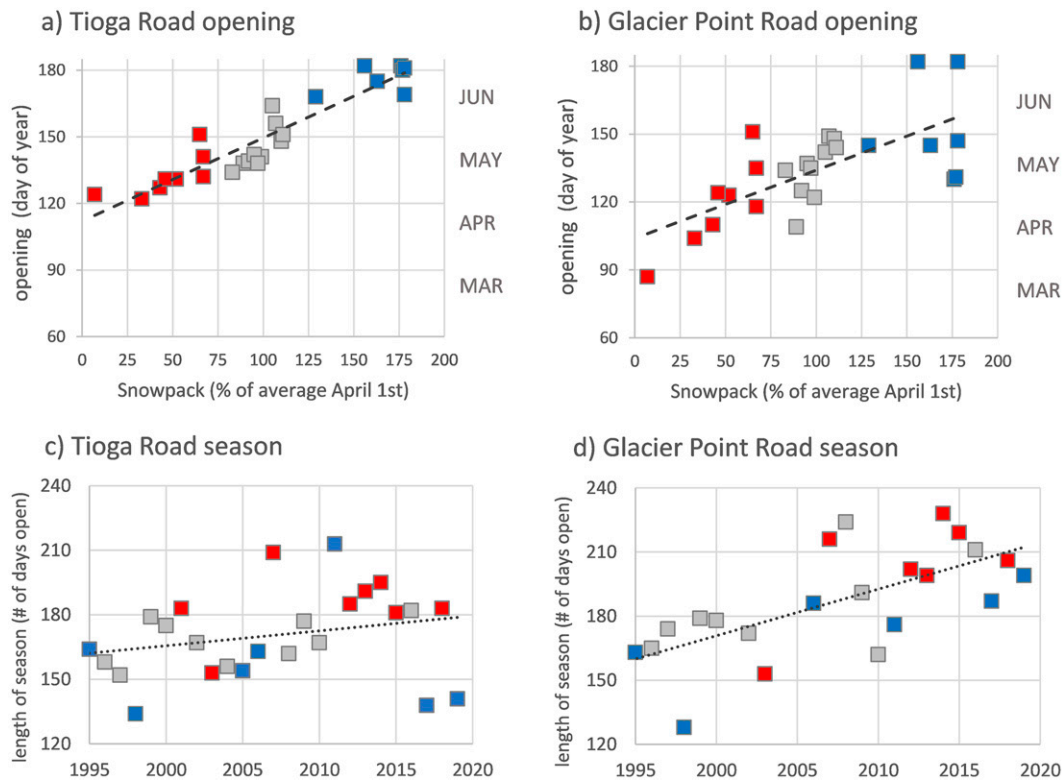 a) Tioga Road opening
opening (day of year)
180
150
120
90
60
JUN
MAY
APR
MAR
0 25 50 75 100 125 150 175 200
Snowpack (% of average April 1st)
b) Glacier Point Road opening
opening (day of year)
180
150
120
90
60
JUN
MAY
APR
MAR
0 25 50 75 100 125 150 175 200
Snowpack (% of average April 1st)
c) Tioga Road season
length of season (# of days open)
240
210
180
150
120
1995 2000 2005 2010 2015 2020
d) Glacier Point Road season
length of season (# of days open)
240
210
180
150
120
1995 2000 2005 2010 2015 2020